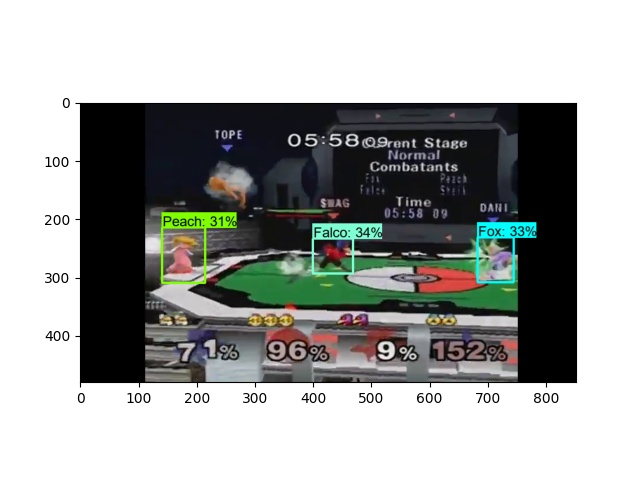 0
100
200
300
400
TOPE
05:58 09
Current Stage
Normal
Combatants
Fox Peach
Falco Sheik
Time
05:58 09
$WAG
DANI
Peach: 31%
Falco: 34%
Fox: 33%
71%
96%
9%
152%
0 100 200 300 400 500 600 700 800